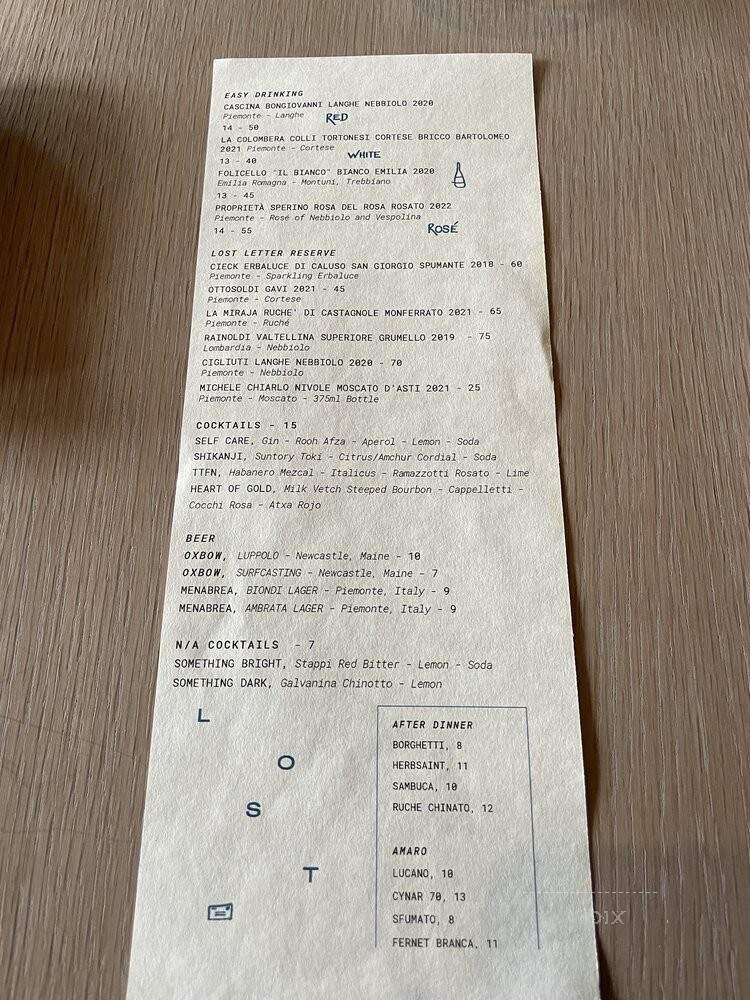 EASY DRINKING
CASCINA BONGIOVANNI LANGHE NEBBIOLO 2020
Piemonte - Langhe
RED
14 - 50
LA COLOMBERA COLLI TORTONESI CORTESE BRICCO BARTOLOMEO
2021 Piemonte - Cortese
WHITE
13 - 40
FOLICELLO "IL BIANCO" BIANCO EMILIA 2020
Emilia Romagna - Montuni, Trebbiano
13 - 45
PROPRIETÀ SPERINO ROSA DEL ROSA ROSATO 2022
Piemonte - Rosé of Nebbiolo and Vespolina
14 - 55
ROSÉ
LOST LETTER RESERVE
CIECK ERBALUCE DI CALUSO SAN GIORGIO SPUMANTE 2018 - 60
Piemonte - Sparkling Erbaluce
OTTOSOLDI GAVI 2021 - 45
Piemonte - Cortese
LA MIRAJA RUCHE' DI CASTAGNOLE MONFERRATO 2021 - 65
Piemonte - Ruché
RAINOLDI VALTELLINA SUPERIORE GRUMELLO 2019 - 75
Lombardia - Nebbiolo
CIGLIUTI LANGHE NEBBIOLO 2020 - 70
Piemonte - Nebbiolo
MICHELE CHIARLO NIVOLE MOSCATO D'ASTI 2021 - 25
Piemonte - Moscato - 375ml Bottle
COCKTAILS - 15
SELF CARE, Gin - Rooh Afza - Aperol - Lemon - Soda
SHIKANJI, Suntory Toki - Citrus/Amchur Cordial - Soda
TTFN, Habanero Mezcal - Italicus - Ramazzotti Rosato - Lime
HEART OF GOLD, Milk Vetch Steeped Bourbon - Cappelletti -
Cocchi Rosa - Atxa Rojo
BEER
OXBOW, LUPPOLO - Newcastle, Maine - 10
OXBOW, SURFCASTING - Newcastle, Maine - 7
MENABREA, BIONDI LAGER - Piemonte, Italy - 9
MENABREA, AMBRATA LAGER - Piemonte, Italy - 9
N/A COCKTAILS - 7
SOMETHING BRIGHT, Stappi Red Bitter - Lemon - Soda
SOMETHING DARK, Galvanina Chinotto - Lemon
L
O
S
T
AFTER DINNER
BORGHETTI, 8
HERBSAINT, 11
SAMBUCA, 10
RUCHE CHINATO, 12
AMARO
LUCANO, 10
CYNAR 70, 13
SFUMATO, 8
FERNET BRANCA, 11